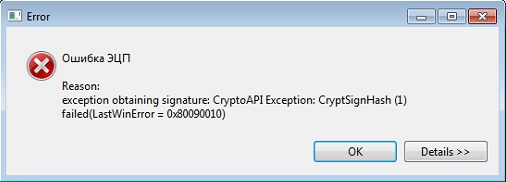 Error
Ошибка ЭЦП
Reason:
exception obtaining signature: CryptoAPI Exception: CryptSignHash (1)
failed(LastWinError = 0x80090010)
OK
Details >>